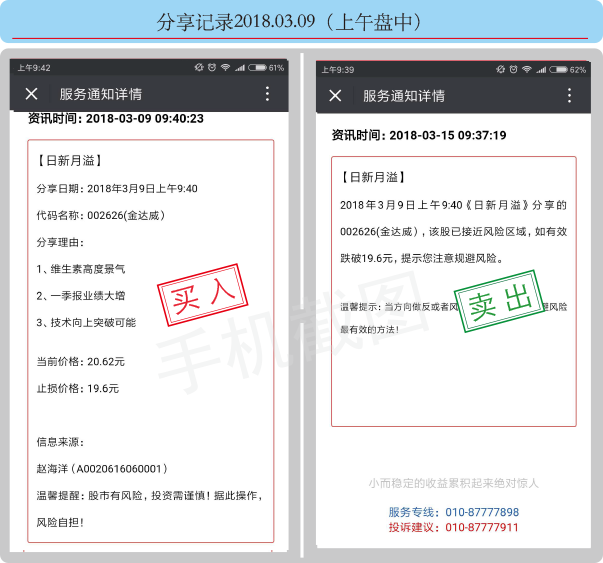 分享记录2018.03.09（上午盘中）
上午9:42
61%
服务通知详情
资讯时间：2018-03-09 09:40:23
【日新月溢】
分享日期：2018年3月9日上午9:40
代码名称：002626(金达威)
分享理由：
1、维生素高度景气
2、一季报业绩大增
3、技术向上突破可能
买入
当前价格：20.62元
止损价格：19.6元
信息来源：
赵海洋（A0020616060001）
温馨提醒：股市有风险，投资需谨慎！据此操作，
风险自担！
上午9:39
62%
服务通知详情
资讯时间：2018-03-15 09:37:19
【日新月溢】
2018年3月9日上午9:40《日新月溢》分享的
002626(金达威)，该股已接近风险区域，如有效
跌破19.6元，提示您注意规避风险。
卖出
温馨提示：当方向做反或者风
避风险
最有效的方法！
小而稳定的收益累积起来绝对惊人
服务专线：010-87777898
投诉建议：010-87777911
手机截图